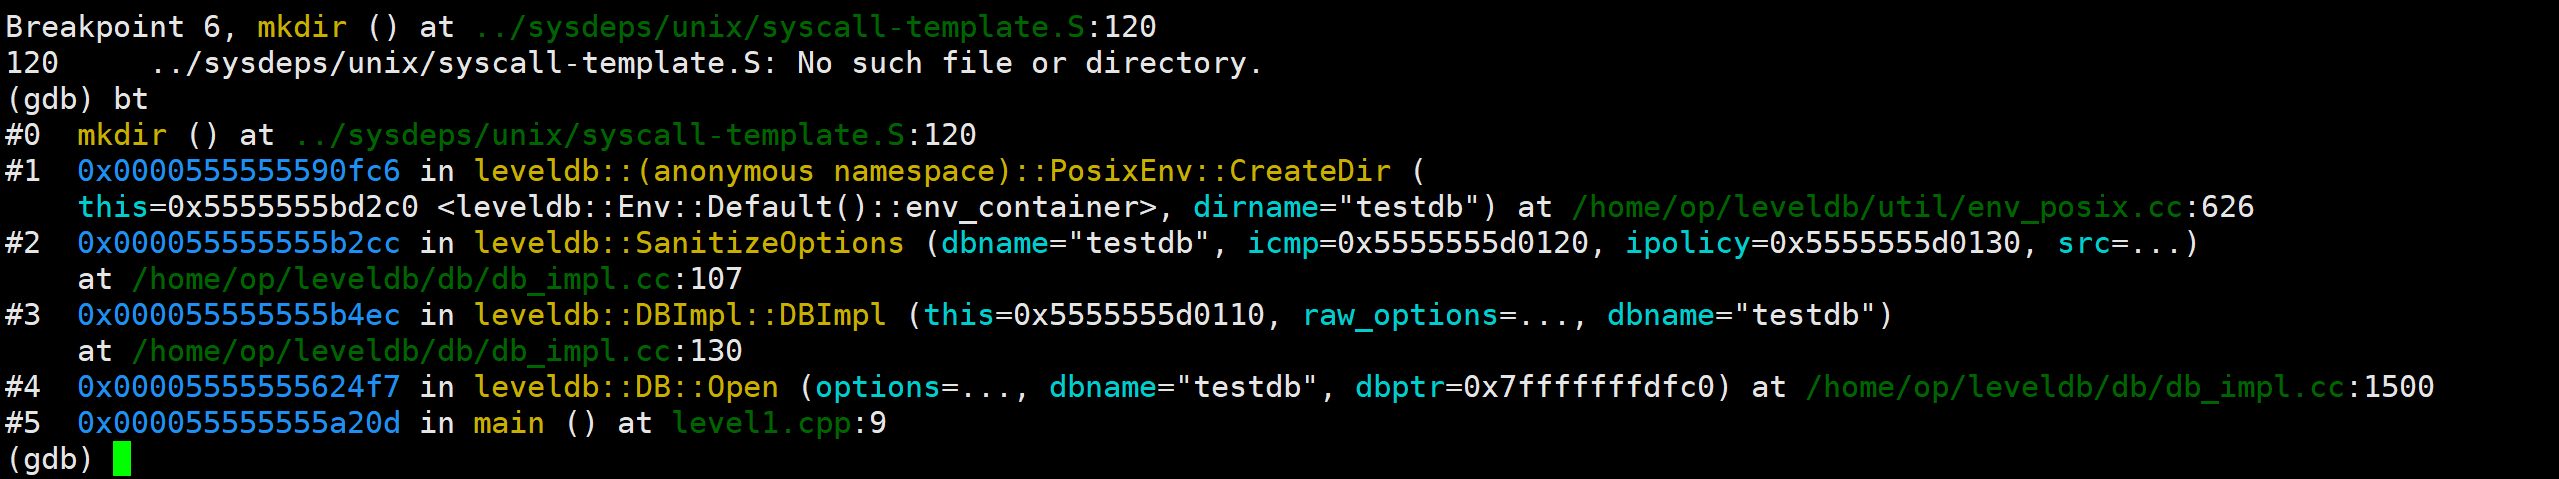 Breakpoint 6, mkdir () at ../sysdeps/unix/syscall-template.S:120
120     ../sysdeps/unix/syscall-template.S: No such file or directory.
(gdb) bt
#0  mkdir () at ../sysdeps/unix/syscall-template.S:120
#1  0x0000555555590fc6 in leveldb::(anonymous namespace)::PosixEnv::CreateDir (
    this=0x5555555bd2c0 <leveldb::Env::Default()::env_container>, dirname="testdb") at /home/op/leveldb/util/env_posix.cc:626
#2  0x000055555555b2cc in leveldb::SanitizeOptions (dbname="testdb", icmp=0x5555555d0120, ipolicy=0x5555555d0130, src=...)
    at /home/op/leveldb/db/db_impl.cc:107
#3  0x000055555555b4ec in leveldb::DBImpl::DBImpl (this=0x5555555d0110, raw_options=..., dbname="testdb")
    at /home/op/leveldb/db/db_impl.cc:130
#4  0x00005555555624f7 in leveldb::DB::Open (options=..., dbname="testdb", dbptr=0x7fffffffdfc0) at /home/op/leveldb/db/db_impl.cc:1500
#5  0x000055555555a20d in main () at level1.cpp:9
(gdb)